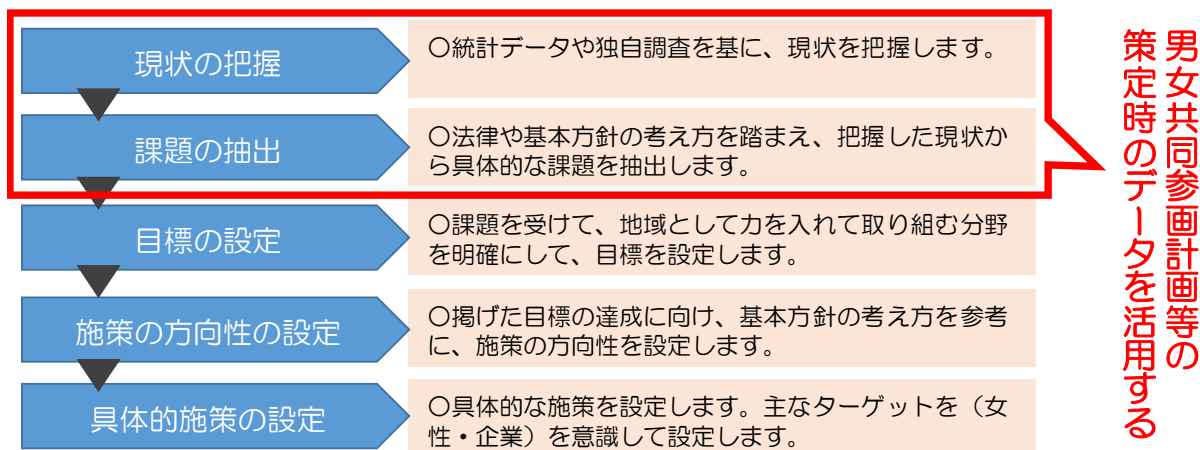 現状の把握
〇統計データや独自調査を基に、現状を把握します。
課題の抽出
〇法律や基本方針の考え方を踏まえ、把握した現状か
ら具体的な課題を抽出します。
目標の設定
〇課題を受けて、地域として力を入れて取り組む分野
を明確にして、目標を設定します。
施策の方向性の設定
〇掲げた目標の達成に向け、基本方針の考え方を参考
に、施策の方向性を設定します。
具体的施策の設定
〇具体的な施策を設定します。主なターゲットを（女
性・企業）を意識して設定します。
男女共同参画計画等の
策定時のデータを活用する